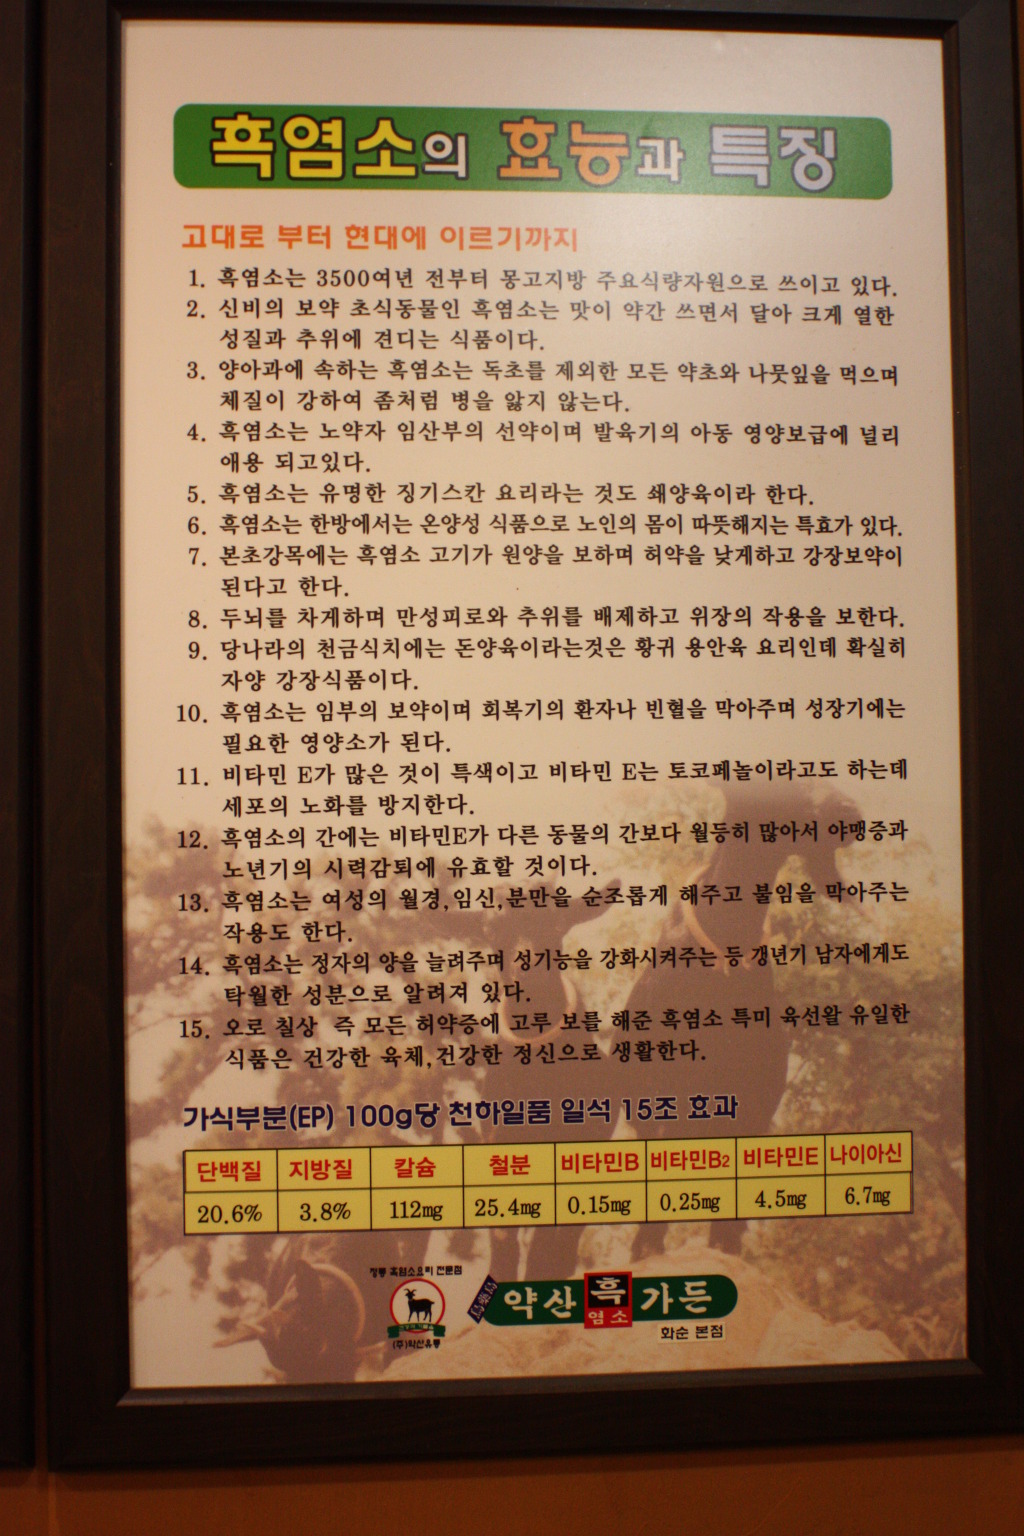 흑염소의 효능과 특징
고대로 부터 현대에 이르기까지
1. 흑염소는 3500여년 전부터 몽고지방 주요식량자원으로 쓰이고 있다.
2. 신비의 보약 초식동물인 흑염소는 맛이 약간 쓰면서 달아 크게 열한
성질과 추위에 견디는 식품이다.
3. 양아과에 속하는 흑염소는 독초를 제외한 모든 약초와 나뭇잎을 먹으며
체질이 강하여 좀처럼 병을 앓지 않는다.
4. 흑염소는 노약자 임산부의 선약이며 발육기의 아동 영양보급에 널리
애용 되고있다.
5. 흑염소는 유명한 징기스칸 요리라는 것도 쇄양육이라 한다.
6. 흑염소는 한방에서는 온양성 식품으로 노인의 몸이 따뜻해지는 특효가 있다.
7. 본초강목에는 흑염소 고기가 원양을 보하며 허약을 낮게하고 강장보약이
된다고 한다.
8. 두뇌를 차게하며 만성피로와 추위를 배제하고 위장의 작용을 보한다.
9. 당나라의 천금식치에는 돈양육이라는것은 황귀 용안육 요리인데 확실히
자양 강장식품이다.
10. 흑염소는 임부의 보약이며 회복기의 환자나 빈혈을 막아주며 성장기에는
필요한 영양소가 된다.
11. 비타민 E가 많은 것이 특색이고 비타민 E는 토코페놀이라고도 하는데
세포의 노화를 방지한다.
12. 흑염소의 간에는 비타민E가 다른 동물의 간보다 월등히 많아서 야맹증과
노년기의 시력감퇴에 유효할 것이다.
13. 흑염소는 여성의 월경,임신,분만을 순조롭게 해주고 불임을 막아주는
작용도 한다.
14. 흑염소는 정자의 양을 늘려주며 성기능을 강화시켜주는 등 갱년기 남자에게도
탁월한 성분으로 알려져 있다.
15. 오로 칠상 즉 모든 허약증에 고루 보를 해준 흑염소 특미 육선왈 유일한
식품은 건강한 육체,건강한 정신으로 생활한다.
가식부분(EP) 100g당 천하일품 일석 15조 효과
단백질 지방질 칼슘 철분 비타민B 비타민B2 비타민E 나이아신
20.6% 3.8% 112mg 25.4mg 0.15mg 0.25mg 4.5mg 6.7mg
정통 흑염소요리 전문점
(주)약산유통
약산 흑염소 가든
화순 본점